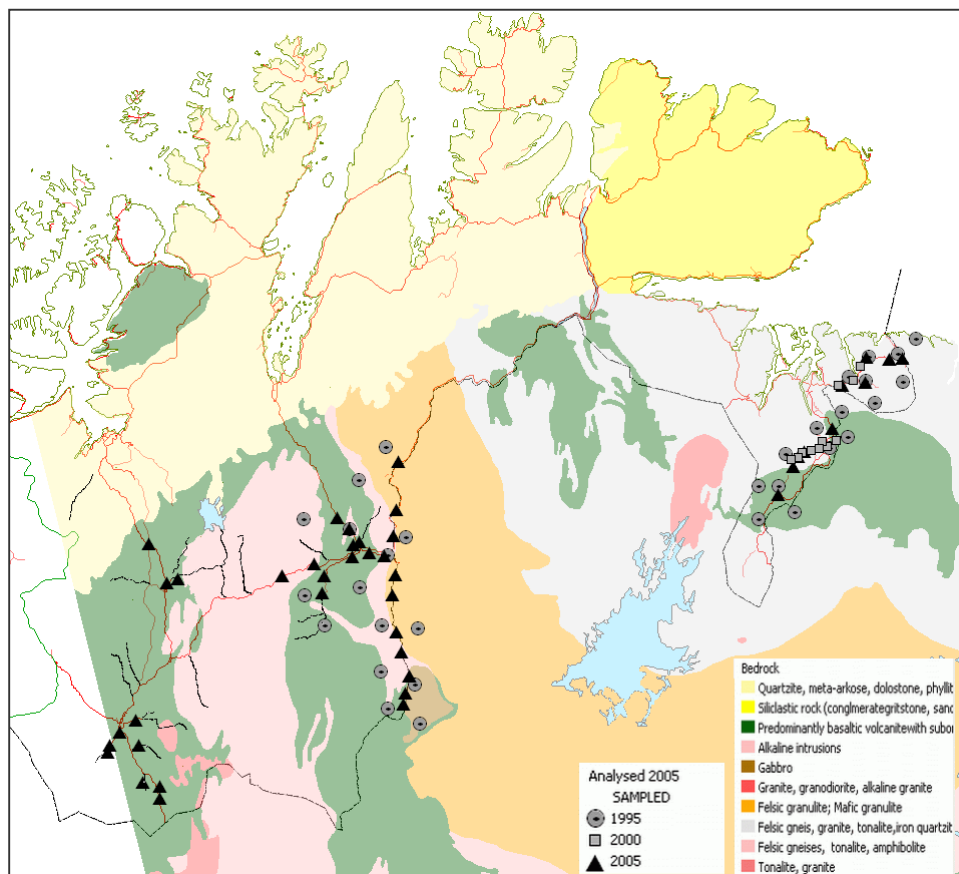 Bedrock
Quartzite, meta-arkose, dolostone, phyllit
Siliclastic rock (conglmerategritstone, sand
Predominantly basaltic volcanitewith subor
Alkaline intrusions
Gabbro
Granite, granodiorite, alkaline granite
Felsic granulite; Mafic granulite
Felsic gneis, granite, tonalite,iron quartzit
Felsic gneises, tonalite, amphibolite
Tonalite, granite
Analysed 2005
SAMPLED
1995
2000
2005